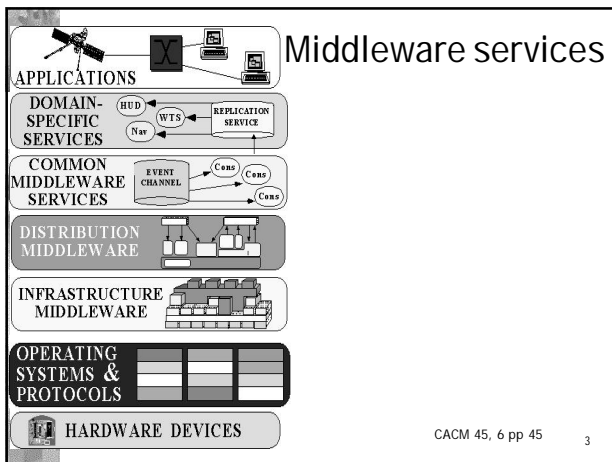 Middleware services
APPLICATIONS
DOMAIN-
SPECIFIC
SERVICES
HUD
WTS
Nav
REPLICATION
SERVICE
COMMON
MIDDLEWARE
SERVICES
EVENT
CHANNEL
Cons
Cons
Cons
DISTRIBUTION
MIDDLEWARE
INFRASTRUCTURE
MIDDLEWARE
OPERATING
SYSTEMS &
PROTOCOLS
HARDWARE DEVICES
CACM 45, 6 pp 45
3